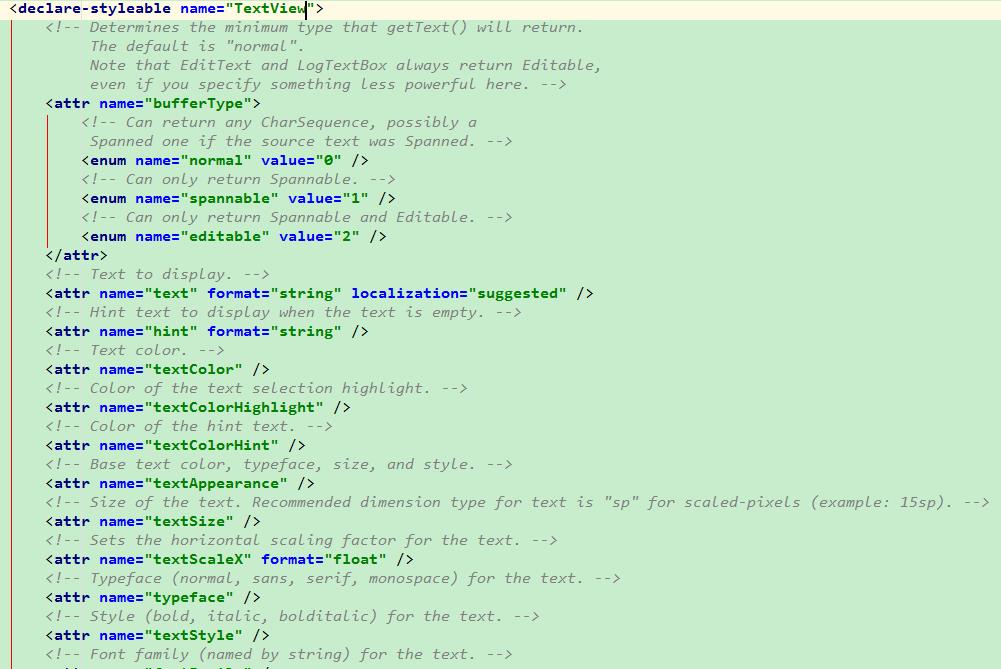 <declare-styleable name="TextView">
<!-- Determines the minimum type that getText() will return.
The default is "normal".
Note that EditText and LogTextBox always return Editable,
even if you specify something less powerful here. -->
<attr name="bufferType">
<!-- Can return any CharSequence, possibly a
Spanned one if the source text was Spanned. -->
<enum name="normal" value="0" />
<!-- Can only return Spannable. -->
<enum name="spannable" value="1" />
<!-- Can only return Spannable and Editable. -->
<enum name="editable" value="2" />
</attr>
<!-- Text to display. -->
<attr name="text" format="string" localization="suggested" />
<!-- Hint text to display when the text is empty. -->
<attr name="hint" format="string" />
<!-- Text color. -->
<attr name="textColor" />
<!-- Color of the text selection highlight. -->
<attr name="textColorHighlight" />
<!-- Color of the hint text. -->
<attr name="textColorHint" />
<!-- Base text color, typeface, size, and style. -->
<attr name="textAppearance" />
<!-- Size of the text. Recommended dimension type for text is "sp" for scaled-pixels (example: 15sp). -->
<attr name="textSize" />
<!-- Sets the horizontal scaling factor for the text. -->
<attr name="textScaleX" format="float" />
<!-- Typeface (normal, sans, serif, monospace) for the text. -->
<attr name="typeface" />
<!-- Style (bold, italic, bolditalic) for the text. -->
<attr name="textStyle" />
<!-- Font family (named by string) for the text. -->